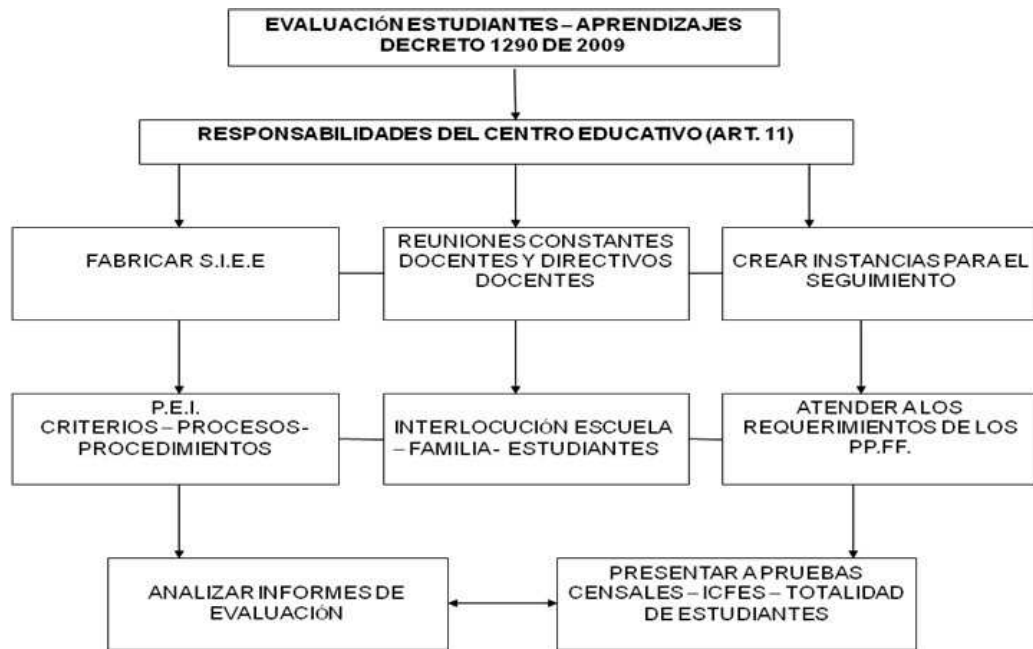 EVALUACIÓN ESTUDIANTES – APRENDIZAJES
DECRETO 1290 DE 2009
RESPONSABILIDADES DEL CENTRO EDUCATIVO (ART. 11)
FABRICAR S.I.E.E
REUNIONES CONSTANTES
DOCENTES Y DIRECTIVOS
DOCENTES
CREAR INSTANCIAS PARA EL
SEGUIMIENTO
P.E.I.
CRITERIOS – PROCESOS-
PROCEDIMIENTOS
INTERLOCUCIÓN ESCUELA
– FAMILIA- ESTUDIANTES
ATENDER A LOS
REQUERIMIENTOS DE LOS
PP.FF.
ANALIZAR INFORMES DE
EVALUACIÓN
PRESENTAR A PRUEBAS
CENSALES – ICFES – TOTALIDAD
DE ESTUDIANTES